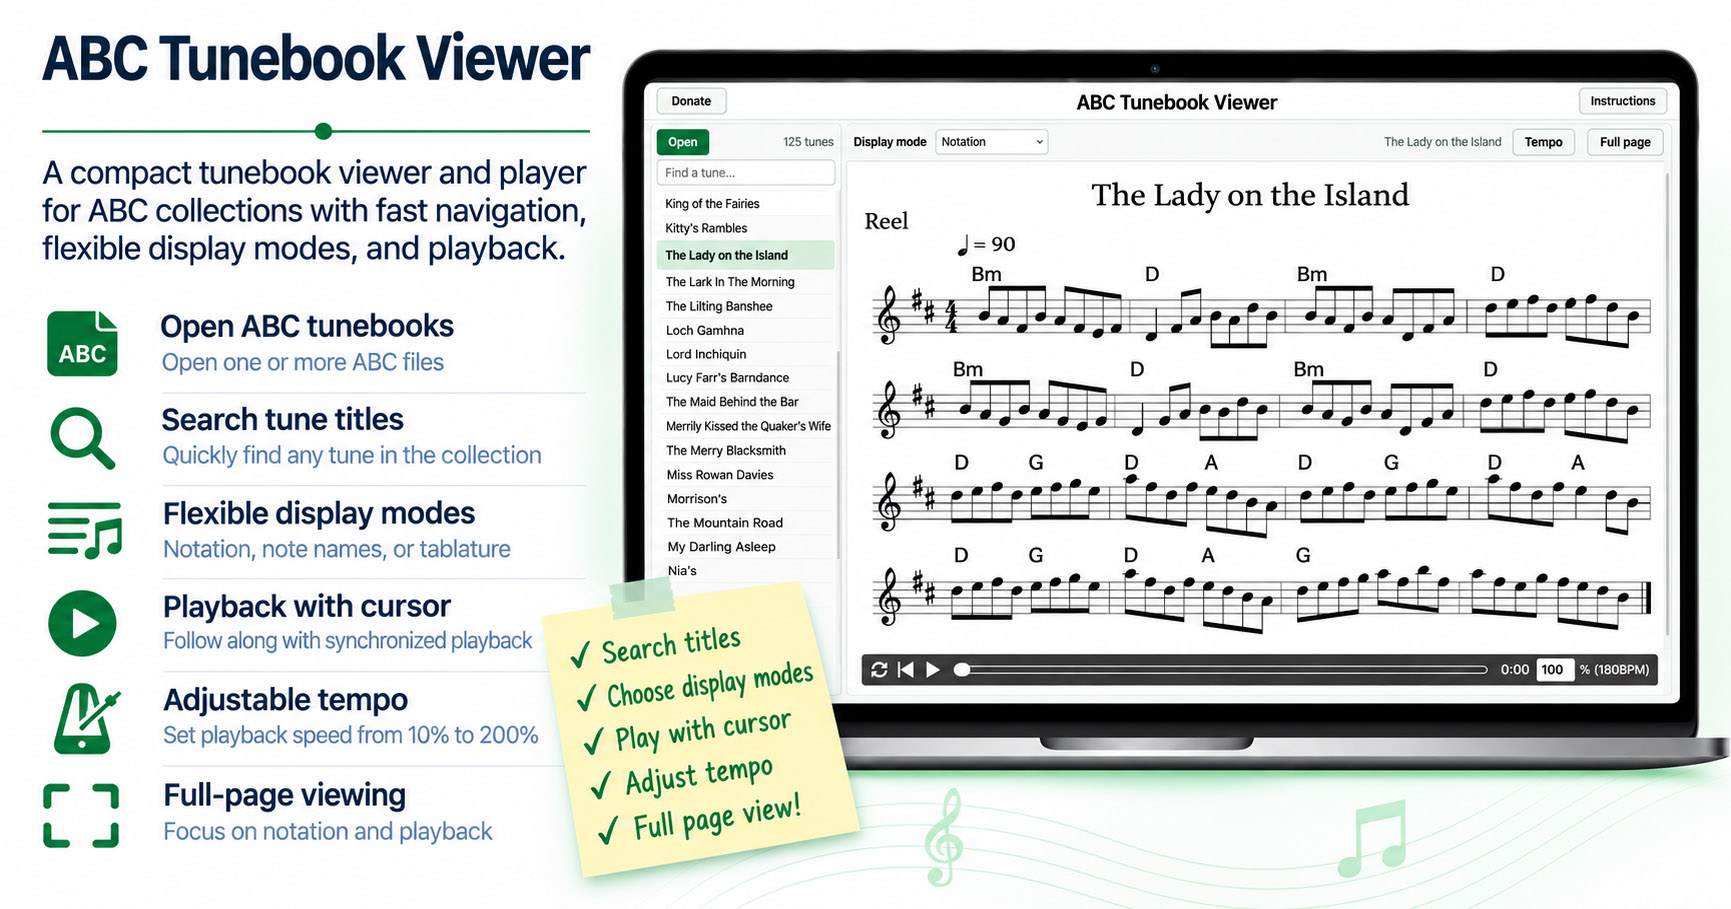 ABC Tunebook Viewer
A compact tunebook viewer and player
for ABC collections with fast navigation,
flexible display modes, and playback.
ABC
Open ABC tunebooks
Open one or more ABC files
Search tune titles
Quickly find any tune in the collection
Flexible display modes
Notation, note names, or tablature
Playback with cursor
Follow along with synchronized playback
Adjustable tempo
Set playback speed from 10% to 200%
Full-page viewing
Focus on notation and playback
✓ Search titles
✓ Choose display modes
✓ Play with cursor
✓ Adjust tempo
✓ Full page view!
Donate
ABC Tunebook Viewer
Instructions
Open
125 tunes
Display mode
Notation
The Lady on the Island
Tempo
Full page
Find a tune...
King of the Fairies
Kitty's Rambles
The Lady on the Island
The Lark In The Morning
The Lilting Banshee
Loch Gamhna
Lord Inchiquin
Lucy Farr's Barndance
The Maid Behind the Bar
Merrily Kissed the Quaker's Wife
The Merry Blacksmith
Miss Rowan Davies
Morrison's
The Mountain Road
My Darling Asleep
Nia's
The Lady on the Island
Reel
♩ = 90
Bm D Bm D
4
4
Bm D Bm D
D G D A D G D A
D G D A G
0:00 100 % (180BPM)